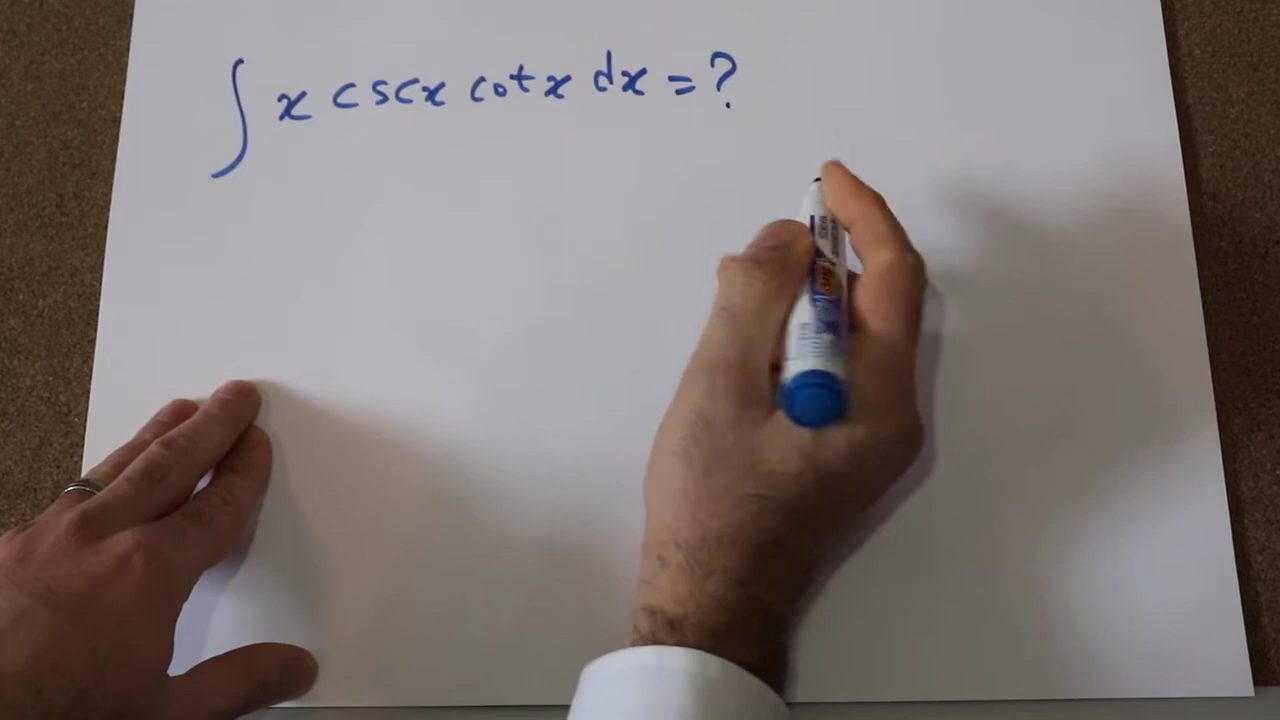 ∫ x csc x cot x dx = ?